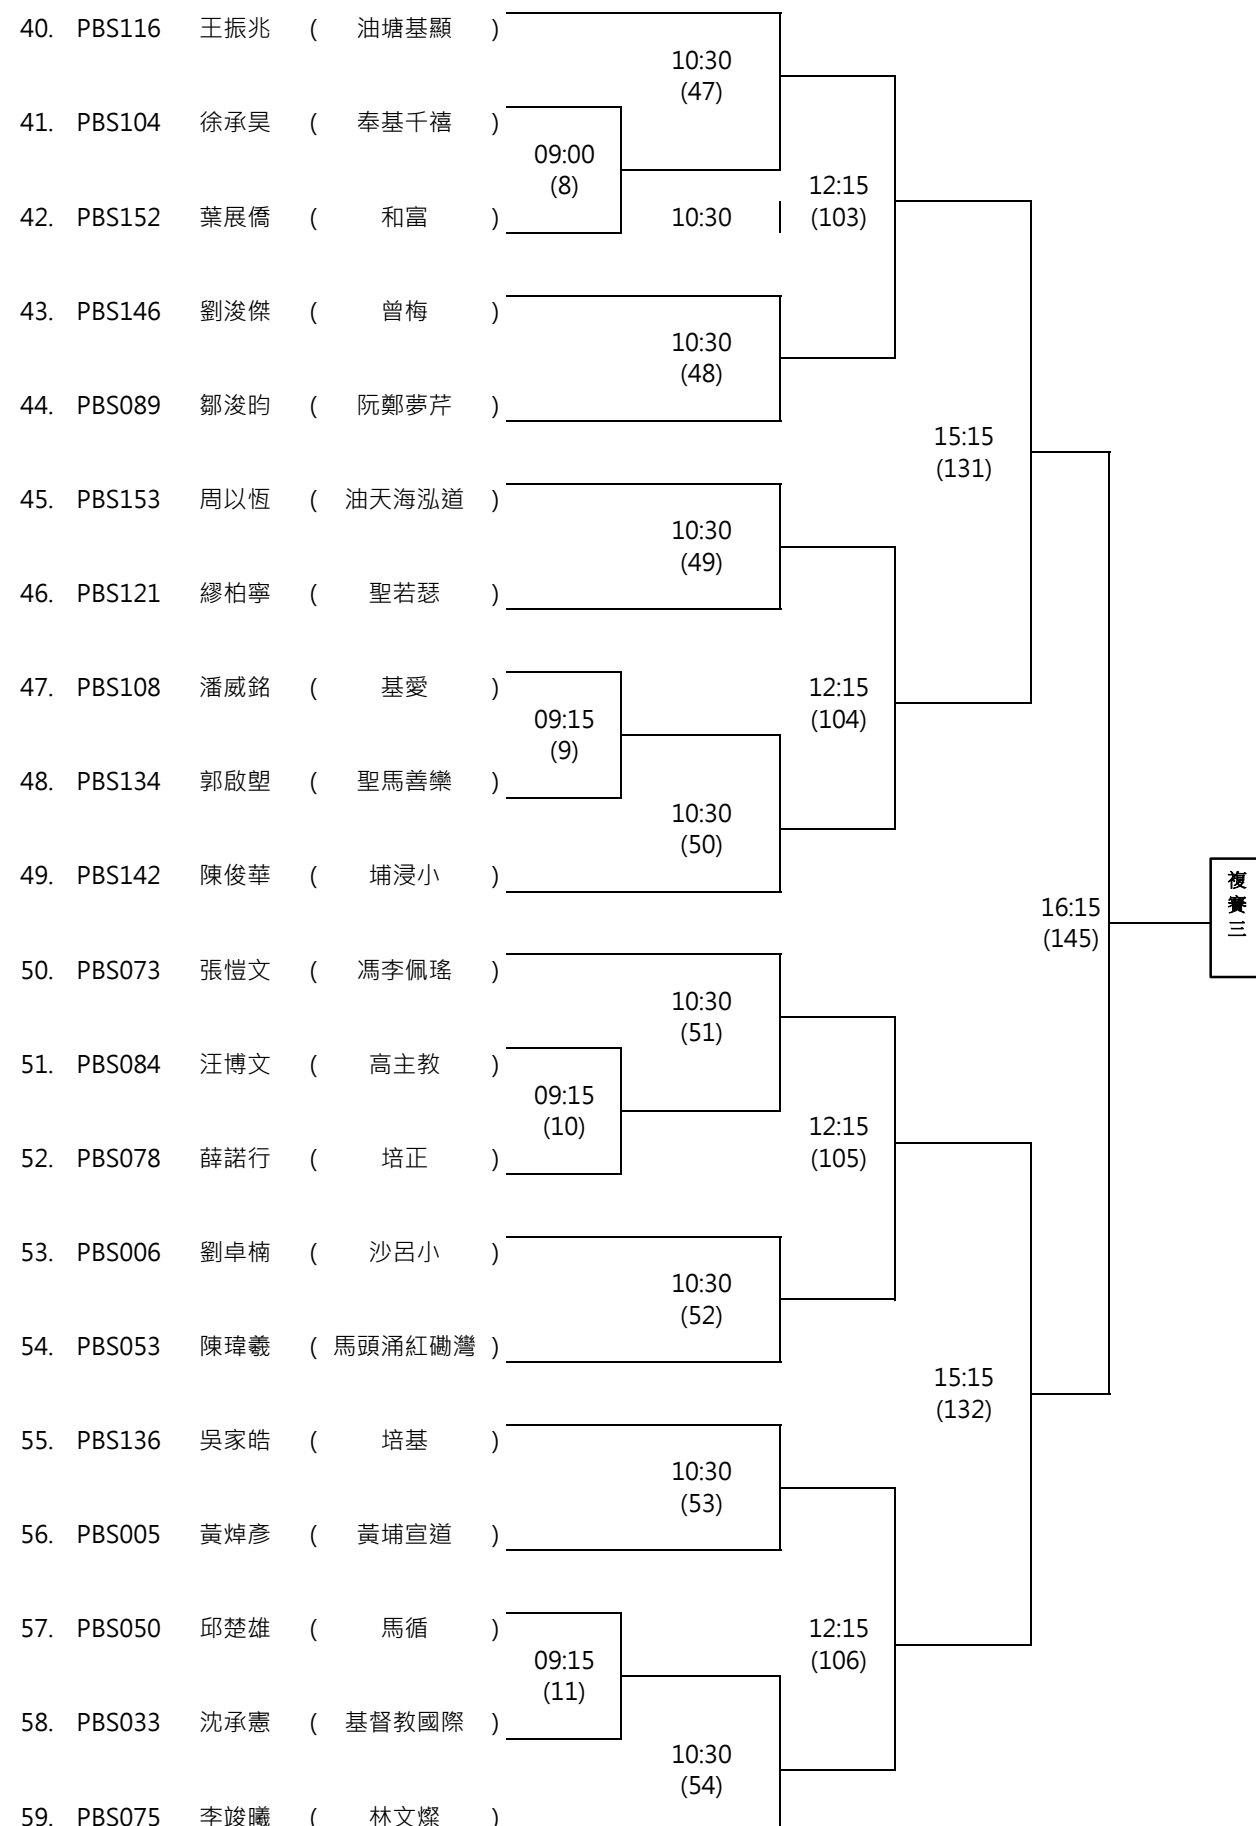 40. PBS116 王振兆 ( 油塘基顯 )
10:30
(47)
41. PBS104 徐承昊 ( 奉基千禧 )
09:00
(8)
12:15
(103)
42. PBS152 葉展僑 ( 和富 ) 10:30
43. PBS146 劉浚傑 ( 曾梅 )
10:30
(48)
44. PBS089 鄒浚昀 ( 阮鄭夢芹 )
15:15
(131)
45. PBS153 周以恆 ( 油天海泓道 )
10:30
(49)
46. PBS121 繆柏寧 ( 聖若瑟 )
47. PBS108 潘威銘 ( 基愛 )
09:15
(9)
12:15
(104)
48. PBS134 郭啟塱 ( 聖馬善樂 )
10:30
(50)
49. PBS142 陳俊華 ( 埔浸小 )
16:15
(145)
複賽三
50. PBS073 張愷文 ( 馮李佩瑤 )
10:30
(51)
51. PBS084 汪博文 ( 高主教 )
09:15
(10)
12:15
(105)
52. PBS078 薛諾行 ( 培正 )
53. PBS006 劉卓楠 ( 沙呂小 )
10:30
(52)
54. PBS053 陳瑋羲 ( 馬頭涌紅磡灣 )
15:15
(132)
55. PBS136 吳家皓 ( 培基 )
10:30
(53)
56. PBS005 黃焯彥 ( 黃埔宣道 )
57. PBS050 邱楚雄 ( 馬循 )
09:15
(11)
12:15
(106)
58. PBS033 沈承憲 ( 基督教國際 )
10:30
(54)
59. PBS075 李竣曦 ( 林文燦 )